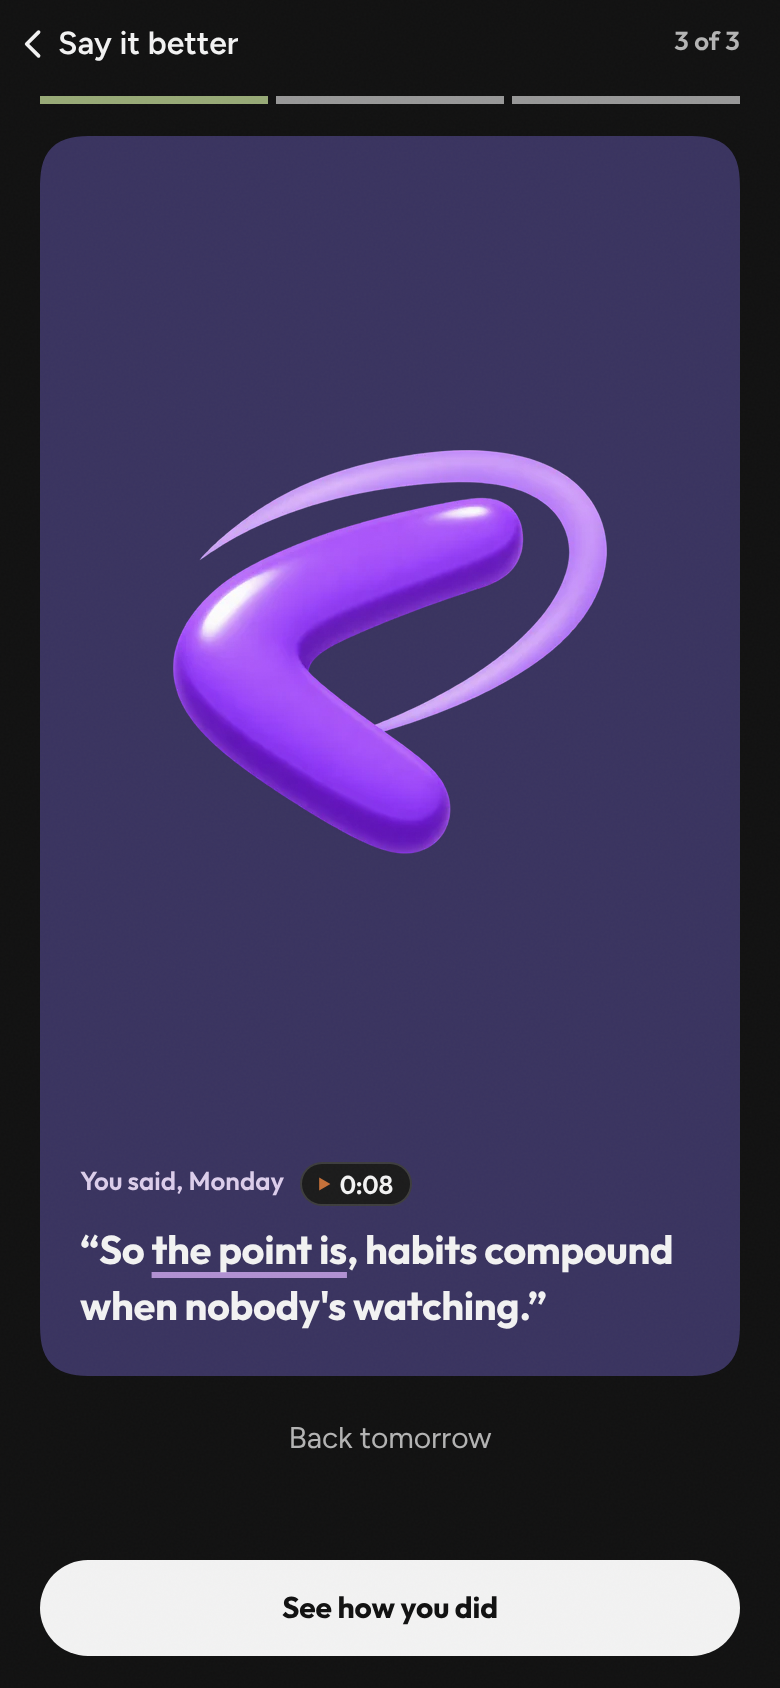 Say it better
3 of 3
You said, Monday
0:08
“So the point is, habits compound
when nobody's watching.”
Back tomorrow
See how you did